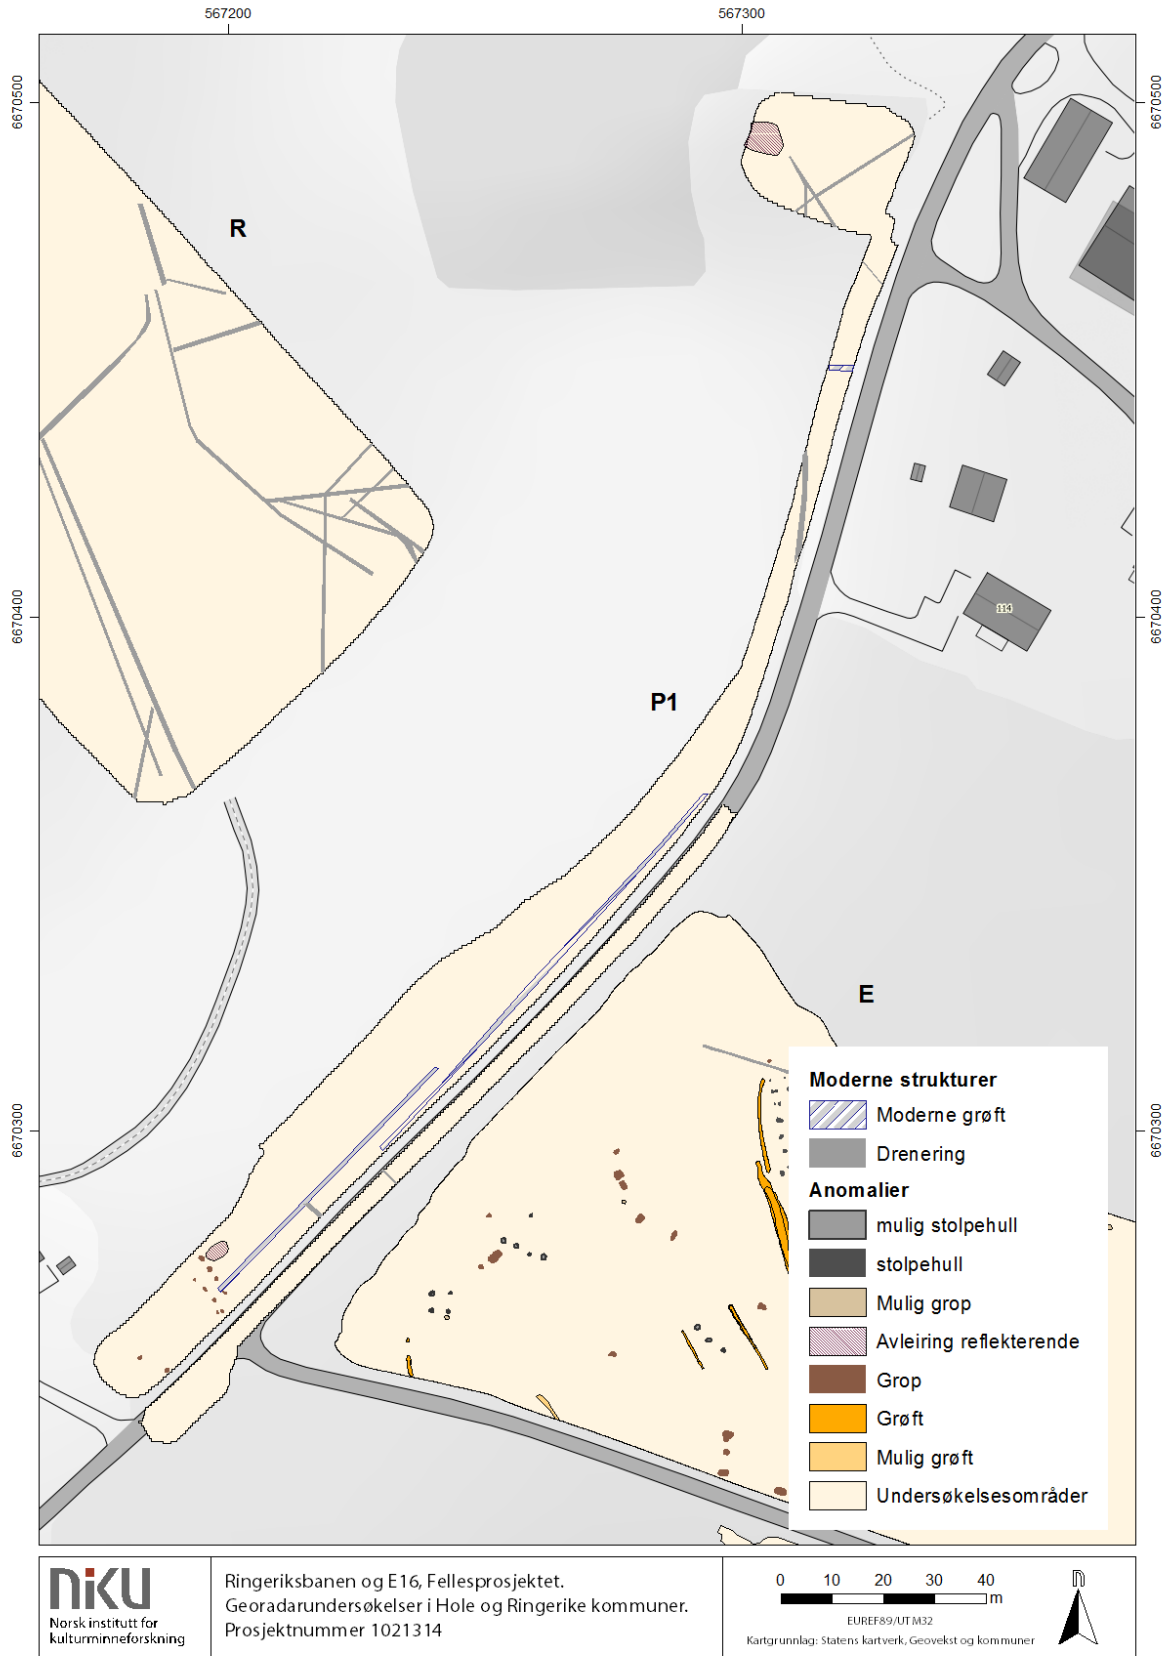 567200
567300
6670500
6670500
R
6670400
6670400
114
P1
E
6670300
6670300
Moderne strukturer
Moderne grøft
Drenering
Anomalier
mulig stolpehull
stolpehull
Mulig grop
Avleiring reflekterende
Grop
Grøft
Mulig grøft
Undersøkelsesområder
niku
Norsk institutt for
kulturminneforskning
Ringeriksbanen og E16, Fellesprosjektet.
Georadarundersøkelser i Hole og Ringerike kommuner.
Prosjektnummer 1021314
0 10 20 30 40
m
EUREF89/UTM32
Kartgrunnlag: Statens kartverk, Geovekst og kommuner
n